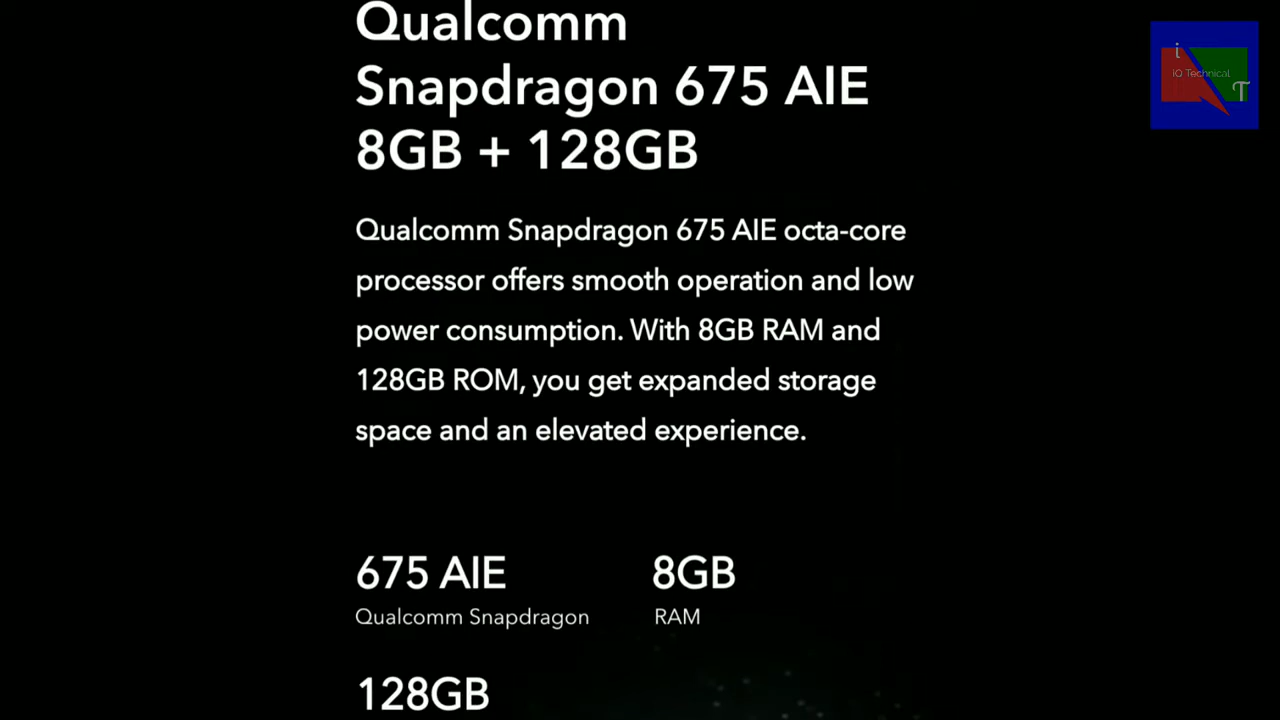 Qualcomm
Snapdragon 675 AIE
8GB + 128GB
Qualcomm Snapdragon 675 AIE octa-core
processor offers smooth operation and low
power consumption. With 8GB RAM and
128GB ROM, you get expanded storage
space and an elevated experience.
675 AIE
Qualcomm Snapdragon
8GB
RAM
128GB
i
IQ Technical
T